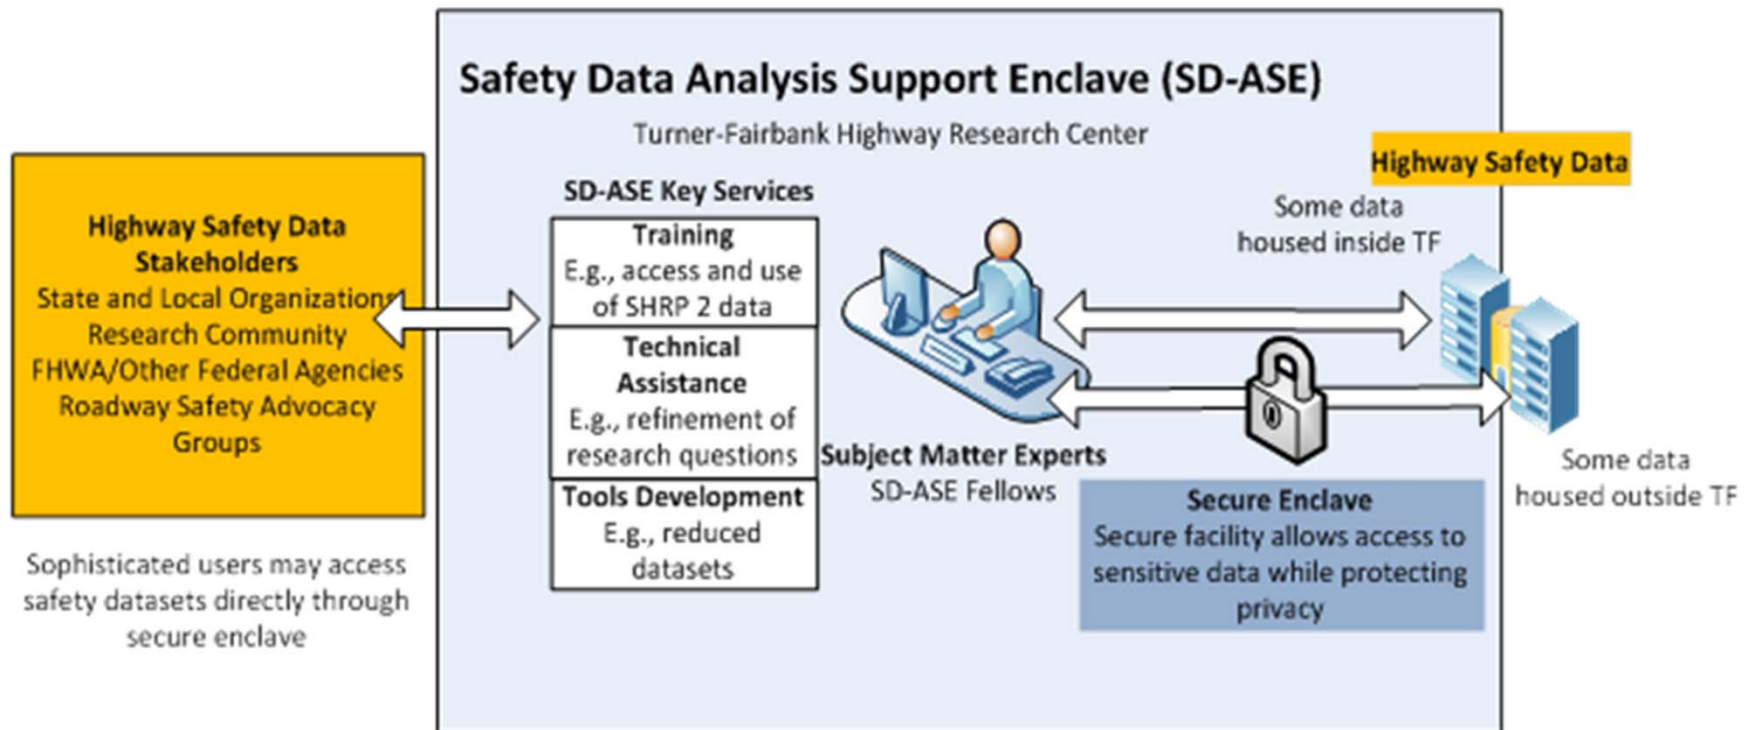 Safety Data Analysis Support Enclave (SD-ASE)
Turner-Fairbank Highway Research Center
Highway Safety Data
Stakeholders
State and Local Organizations
Research Community
FHWA/Other Federal Agencies
Roadway Safety Advocacy
Groups
Sophisticated users may access
safety datasets directly through
secure enclave
SD-ASE Key Services
Training
E.g., access and use
of SHRP 2 data
Technical
Assistance
E.g., refinement of
research questions
Tools Development
E.g., reduced
datasets
Subject Matter Experts
SD-ASE Fellows
Highway Safety Data
Some data
housed inside TF
Secure Enclave
Secure facility allows access to
sensitive data while protecting
privacy
Some data
housed outside TF